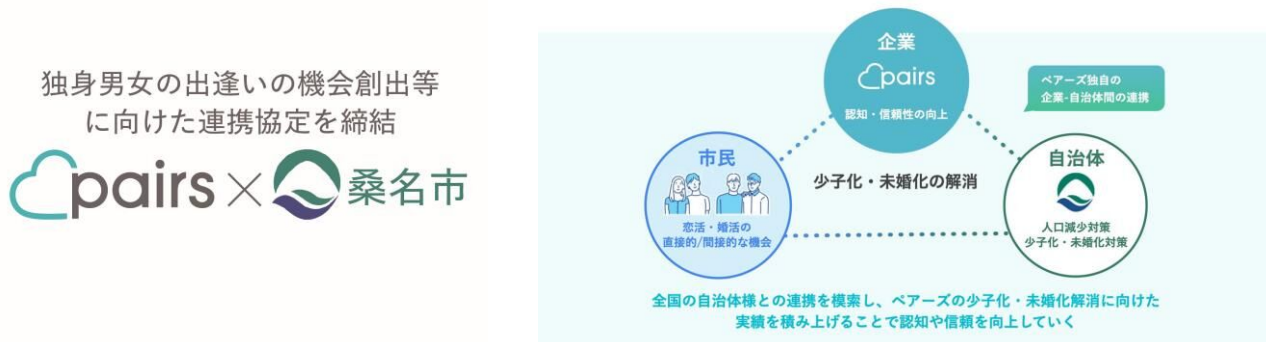 独身男女の出逢いの機会創出等
に向けた連携協定を締結
pairs×桑名市
企業
pairs
認知・信頼性の向上
ペアーズ独自の
企業-自治体間の連携
市民
恋活・婚活の
直接的/間接的な機会
少子化・未婚化の解消
自治体
人口減少対策
少子化・未婚化対策
全国の自治体様との連携を模索し、ペアーズの少子化・未婚化解消に向けた
実績を積み上げることで認知や信頼を向上していく